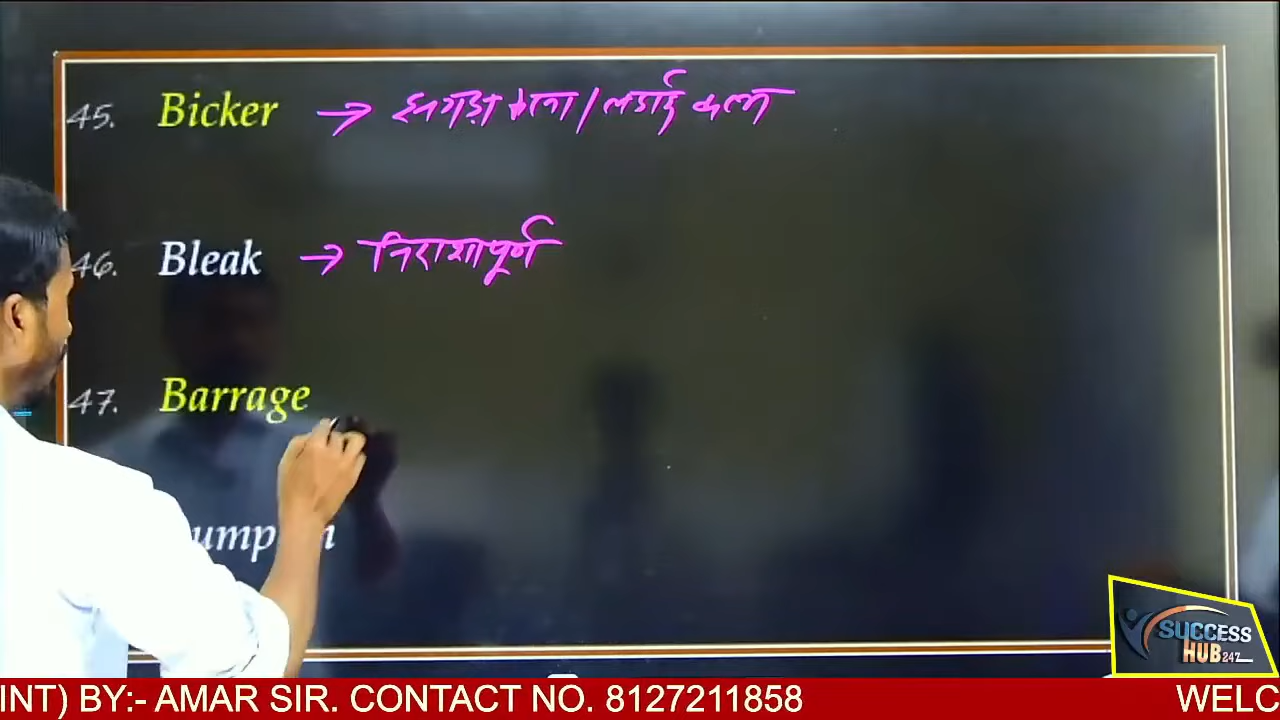 45. Bicker → झगड़ा करना / लड़ाई करना
46. Bleak → निराशापूर्ण
47. Barrage
SUCCESS
HUB 247
INT) BY:- AMAR SIR. CONTACT NO. 8127211858 WELC